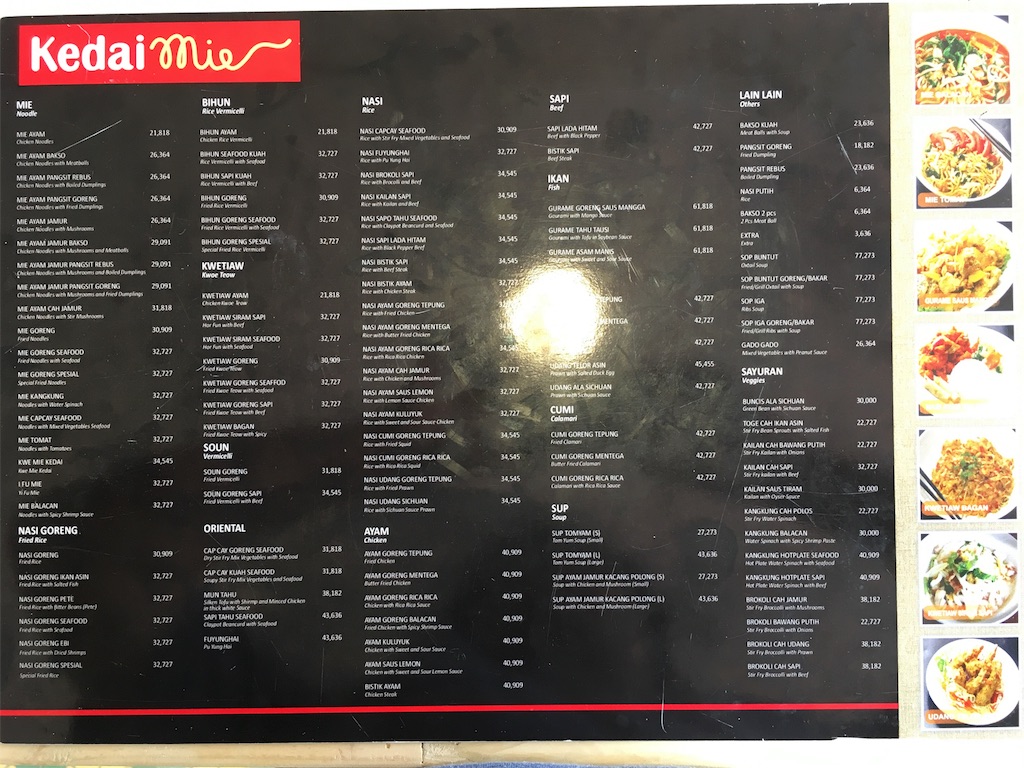 Kedai Mie
MIE
Noodle
MIE AYAM 21,818
Chicken Noodles
MIE AYAM BAKSO 26,364
Chicken Noodles with Meatballs
MIE AYAM PANGSIT REBUS 26,364
Chicken Noodles with Boiled Dumplings
MIE AYAM PANGSIT GORENG 26,364
Chicken Noodles with Fried Dumplings
MIE AYAM JAMUR 26,364
Chicken Noodles with Mushrooms
MIE AYAM JAMUR BAKSO 29,091
Chicken Noodles with Mushrooms and Meatballs
MIE AYAM JAMUR PANGSIT REBUS 29,091
Chicken Noodles with Mushrooms and Boiled Dumplings
MIE AYAM JAMUR PANGSIT GORENG 29,091
Chicken Noodles with Mushrooms and Fried Dumplings
MIE AYAM CAH JAMUR 31,818
Chicken Noodles with Stir Mushrooms
MIE GORENG 30,909
Fried Noodles
MIE GORENG SEAFOOD 32,727
Fried Noodles with Seafood
MIE GORENG SPESIAL 32,727
Special Fried Noodles
MIE KANGKUNG 32,727
Noodles with Water Spinach
MIE CAPCAY SEAFOOD 32,727
Noodles with Mixed Vegetables Seafood
MIE TOMAT 32,727
Noodles with Tomatoes
KWE MIE KEDAI 34,545
Kwe Mie Kedai
I.FU MIE 32,727
Yi Fu Mie
MIE BALACAN 32,727
Noodles with Spicy Shrimp Sauce
NASI GORENG
Fried Rice
NASI GORENG 30,909
Fried Rice
NASI GORENG IKAN ASIN 32,727
Fried Rice with Salted Fish
NASI GORENG PETE 32,727
Fried Rice with Bitter Beans (Pete)
NASI GORENG SEAFOOD 32,727
Fried Rice with Seafood
NASI GORENG EBI 32,727
Fried Rice with Dried Shrimps
NASI GORENG SPESIAL 32,727
Special Fried Rice
BIHUN
Rice Vermicelli
BIHUN AYAM 21,818
Chicken Rice Vermicelli
BIHUN SEAFOOD KUAH 32,727
Rice Vermicelli with Seafood
BIHUN SAPI KUAH 32,727
Rice Vermicelli with Beef
BIHUN GORENG 30,909
Fried Rice Vermicelli
BIHUN GORENG SEAFOOD 32,727
Fried Rice Vermicelli with Seafood
BIHUN GORENG SPESIAL 32,727
Special Fried Rice Vermicelli
KWETIAW
Kwoe Teow
KWETIAW AYAM 21,818
Chicken Kwoe Teow
KWETIAW SIRAM SAPI 32,727
Hor Fun with Beef
KWETIAW SIRAM SEAFOOD 32,727
Hor Fun with Seafood
KWETIAW GORENG 30,909
Fried Kwoe Teow
KWETIAW GORENG SEAFFOD 32,727
Fried Kwoe Teow with Seafood
KWETIAW GORENG SAPI 32,727
Fried Kwoe Teow with Beef
KWETIAW BAGAN 32,727
Fried Kwoe Teow with Spicy
SOUN
Vermicelli
SOUN GORENG 31,818
Fried Vermicelli
SOUN GORENG SAPI 34,545
Fried Vermicelli with Beef
ORIENTAL
CAP CAY GORENG SEAFOOD 31,818
Dry Stir Fry Mix Vegetables with Seafood
CAP CAY KUAH SEAFOOD 31,818
Soupy Stir Fry Mix Vegetables and Seafood
MUN TAHU 38,182
Silken Tofu with Shrimp and Minced Chicken
in thick white Sauce
SAPI TAHU SEAFOOD 43,636
Claypot Beancurd with Seafood
FUYUNGHAI 43,636
Pu Yung Hai
NASI
Rice
NASI CAPCAY SEAFOOD 30,909
Rice with Stir Fry Mixed Vegetables and Seafood
NASI FUYUNGHAI 32,727
Rice with Pu Yung Hai
NASI BROKOLI SAPI 34,545
Rice with Brocolli and Beef
NASI KAILAN SAPI 34,545
Rice with Kailan and Beef
NASI SAPO TAHU SEAFOOD 34,545
Rice with Claypot Beancurd and Seafood
NASI SAPI LADA HITAM 34,545
Rice with Black Pepper Beef
NASI BISTIK SAPI 34,545
Rice with Beef Steak
NASI BISTIK AYAM 32,727
Rice with Chicken Steak
NASI AYAM GORENG TEPUNG
Rice with Fried Chicken
NASI AYAM GORENG MENTEGA
Rice with Butter Fried Chicken
NASI AYAM GORENG RICA RICA
Rice with Rica Rica Chicken
NASI AYAM CAH JAMUR 32,727
Rice with Chicken and Mushrooms
NASI AYAM SAUS LEMON 32,727
Rice with Lemon Sauce Chicken
NASI AYAM KULUYUK 32,727
Rice with Sweet and Sour Sauce Chicken
NASI CUMI GORENG TEPUNG 34,545
Rice with Fried Squid
NASI CUMI GORENG RICA RICA 34,545
Rice with Rica Rica Squid
NASI UDANG GORENG TEPUNG 34,545
Rice with Fried Prawn
NASI UDANG SICHUAN 34,545
Rice with Sichuan Sauce Prawn
AYAM
Chicken
AYAM GORENG TEPUNG 40,909
Fried Chicken
AYAM GORENG MENTEGA 40,909
Butter Fried Chicken
AYAM GORENG RICA RICA 40,909
Chicken with Rica Rica Sauce
AYAM GORENG BALACAN 40,909
Fried Chicken with Spicy Shrimp Sauce
AYAM KULUYUK 40,909
Chicken with Sweet and Sour Sauce
AYAM SAUS LEMON 40,909
Chicken with Sweet and Sour Lemon Sauce
BISTIK AYAM 40,909
Chicken Steak
SAPI
Beef
SAPI LADA HITAM 42,727
Beef with Black Pepper
BISTIK SAPI 42,727
Beef Steak
IKAN
Fish
GURAME GORENG SAUS MANGGA 61,818
Gourami with Mango Sauce
GURAME TAHU TAUSI 61,818
Gourami with Tofu in Soybean Sauce
GURAME ASAM MANIS 61,818
Gourami with Sweet and Sour Sauce
42,727
42,727
42,727
UDANG TELOR ASIN 45,455
Prawn with Salted Duck Egg
UDANG ALA SICHUAN 42,727
Prawn with Sichuan Sauce
CUMI
Calamari
CUMI GORENG TEPUNG 42,727
Fried Clamari
CUMI GORENG MENTEGA 42,727
Butter Fried Calamari
CUMI GORENG RICA RICA 42,727
Calamari with Rica Rica Sauce
SUP
Soup
SUP TOMYAM (S) 27,273
Tom Yum Soup (Small)
SUP TOMYAM (L) 43,636
Tom Yum Soup (Large)
SUP AYAM JAMUR KACANG POLONG (S) 27,273
Soup with Chicken and Mushroom (Small)
SUP AYAM JAMUR KACANG POLONG (L) 43,636
Soup with Chicken and Mushroom (Large)
LAIN LAIN
Others
BAKSO KUAH 23,636
Meat Balls with Soup
PANGSIT GORENG 18,182
Fried Dumpling
PANGSIT REBUS 23,636
Boiled Dumpling
NASI PUTIH 6,364
Rice
BAKSO 2 pcs 6,364
2 Pcs Meat Ball
EXTRA 3,636
Extra
SOP BUNTUT 77,273
Oxtail Soup
SOP BUNTUT GORENG/BAKAR 77,273
Fried/Grill Oxtail with Soup
SOP IGA 77,273
Ribs Soup
SOP IGA GORENG/BAKAR 77,273
Fried/Grill Ribs with Soup
GADO GADO 26,364
Mixed Vegetables with Peanut Sauce
SAYURAN
Veggies
BUNCIS ALA SICHUAN 30,000
Green Bean with Sichuan Sauce
TOGE CAH IKAN ASIN 22,727
Stir Fry Bean Sprouts with Salted Fish
KAILAN CAH BAWANG PUTIH 22,727
Stir Fry Kailan with Onions
KAILAN CAH SAPI 32,727
Stir Fry kailan with Beef
KAILAN SAUS TIRAM 30,000
Kailan with Oyster Sauce
KANGKUNG CAH POLOS 22,727
Stir Fry Water Spinach
KANGKUNG BALACAN 30,000
Water Spinach with Spicy Shrimp Paste
KANGKUNG HOTPLATE SEAFOOD 40,909
Hot Plate Water Spinach with Seafood
KANGKUNG HOTPLATE SAPI 40,909
Hot Plate Water Spinach with Beef
BROKOLI CAH JAMUR 38,182
Stir Fry Broccoli with Mushrooms
BROKOLI BAWANG PUTIH 22,727
Stir Fry Broccoli with Onions
BROKOLI CAH UDANG 38,182
Stir Fry Broccoli with Prawn
BROKOLI CAH SAPI 38,182
Stir Fry Broccoli with Beef
MIE TOMAT
GURAME SAUS
KWETIAW BAGAN
KWETIAW
UDANG